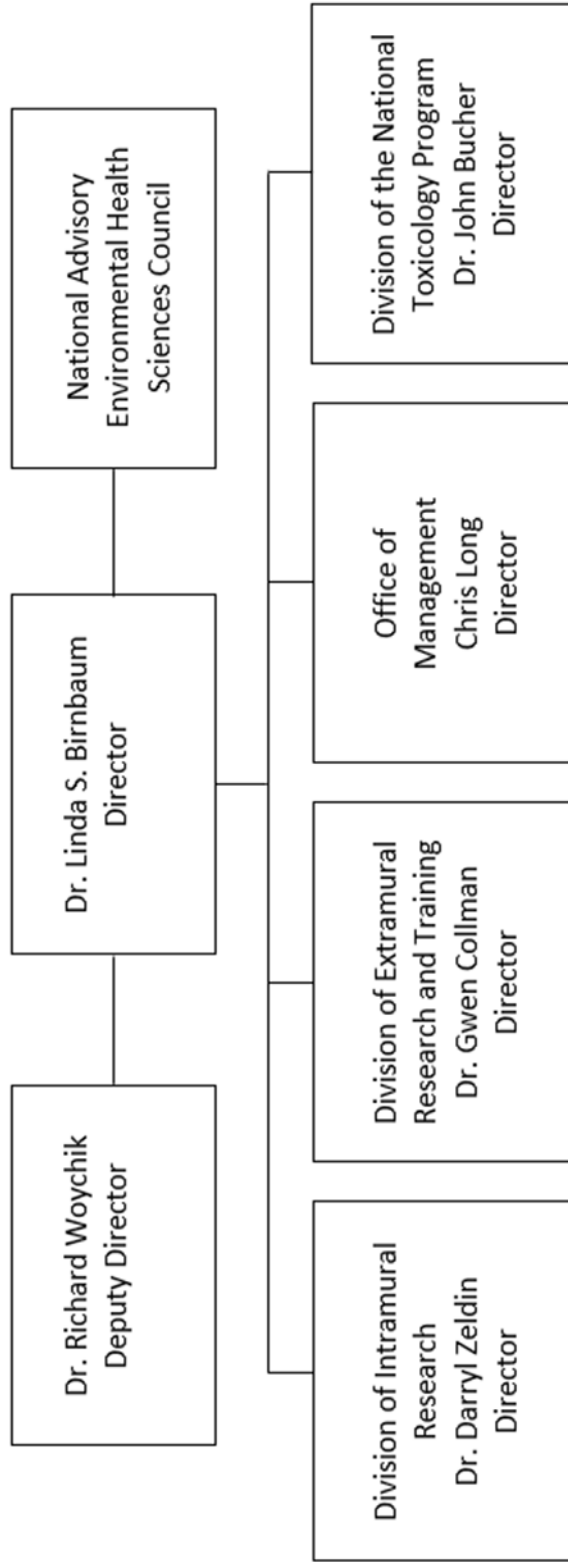 Dr. Richard Woychik
Deputy Director
Dr. Linda S. Birnbaum
Director
National Advisory
Environmental Health
Sciences Council
Division of Intramural
Research
Dr. Darryl Zeldin
Director
Division of Extramural
Research and Training
Dr. Gwen Collman
Director
Office of
Management
Chris Long
Director
Division of the National
Toxicology Program
Dr. John Bucher
Director